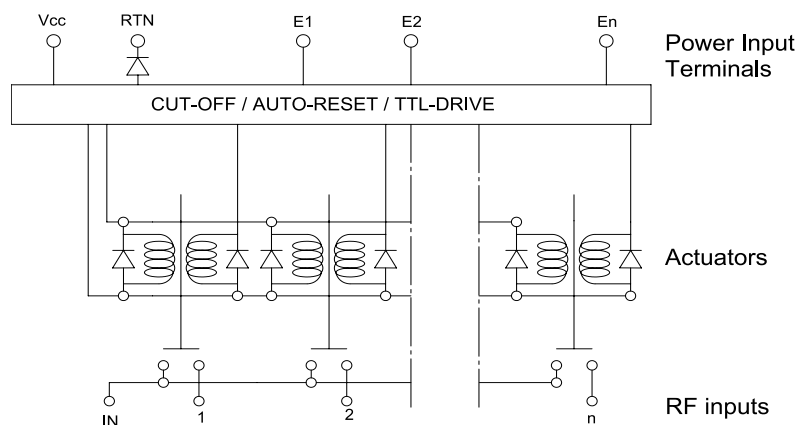 Vcc RTN E1 E2 En
Power Input
Terminals
CUT-OFF / AUTO-RESET / TTL-DRIVE
Actuators
IN 1 2 n
RF inputs